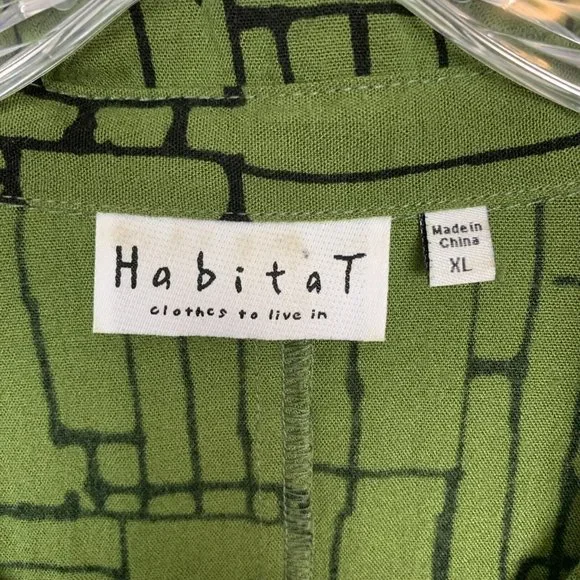 HabitaT
clothes to live in
Made in
China
XL